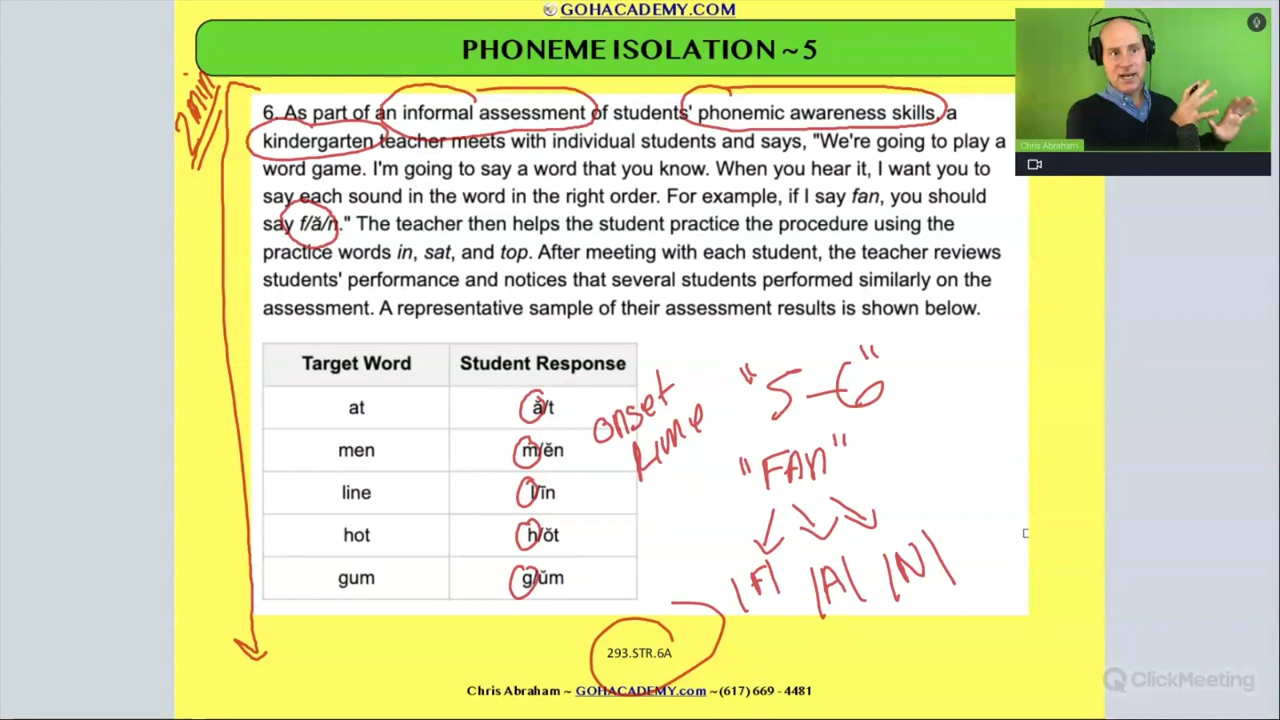 GOHACADEMY.COM
PHONEME ISOLATION ~ 5
2 min
6. As part of an informal assessment of students' phonemic awareness skills, a
kindergarten teacher meets with individual students and says, "We're going to play a
word game. I'm going to say a word that you know. When you hear it, I want you to
say each sound in the word in the right order. For example, if I say fan, you should
say f/ă/n." The teacher then helps the student practice the procedure using the
practice words in, sat, and top. After meeting with each student, the teacher reviews
students' performance and notices that several students performed similarly on the
assessment. A representative sample of their assessment results is shown below.
Target Word Student Response
at ă/t
men m/ĕn
line l/īn
hot h/ŏt
gum g/ŭm
onset
rime
"5-6"
"FAN"
|F| |A| |N|
293.STR.6A
Chris Abraham ~ GOHACADEMY.com ~(617) 669 - 4481
Chris Abraham
ClickMeeting